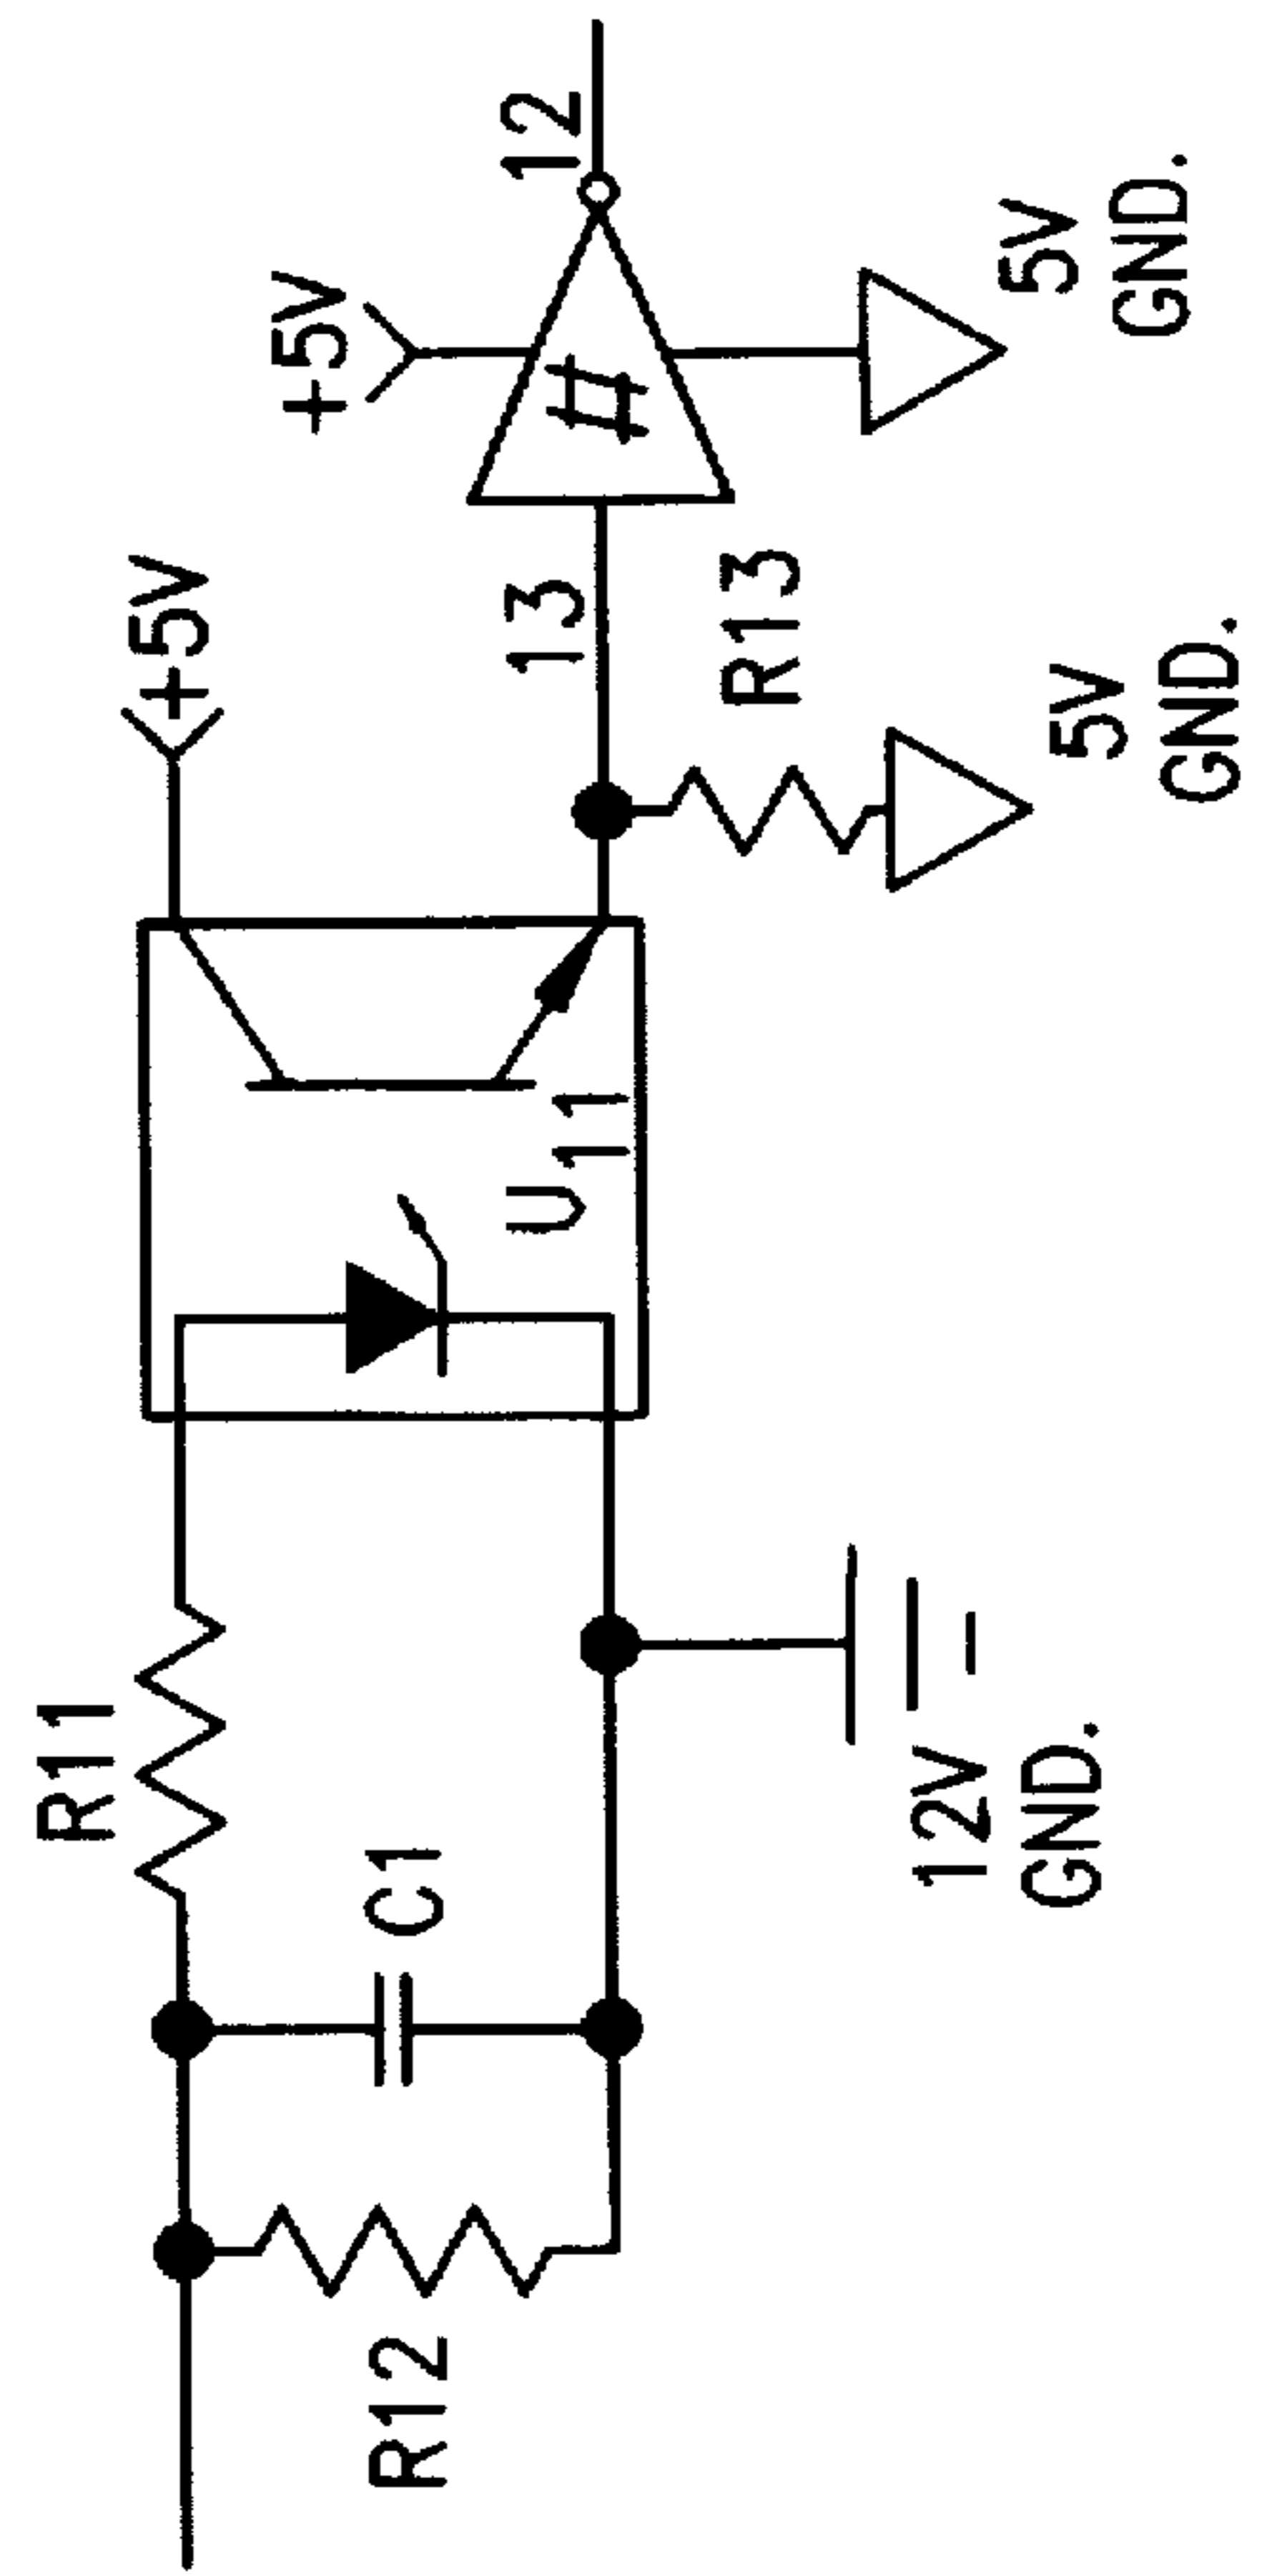 R12
C1
R11
12V
GND.
U11
+5V
13
R13
5V
GND.
+5V
12
5V
GND.